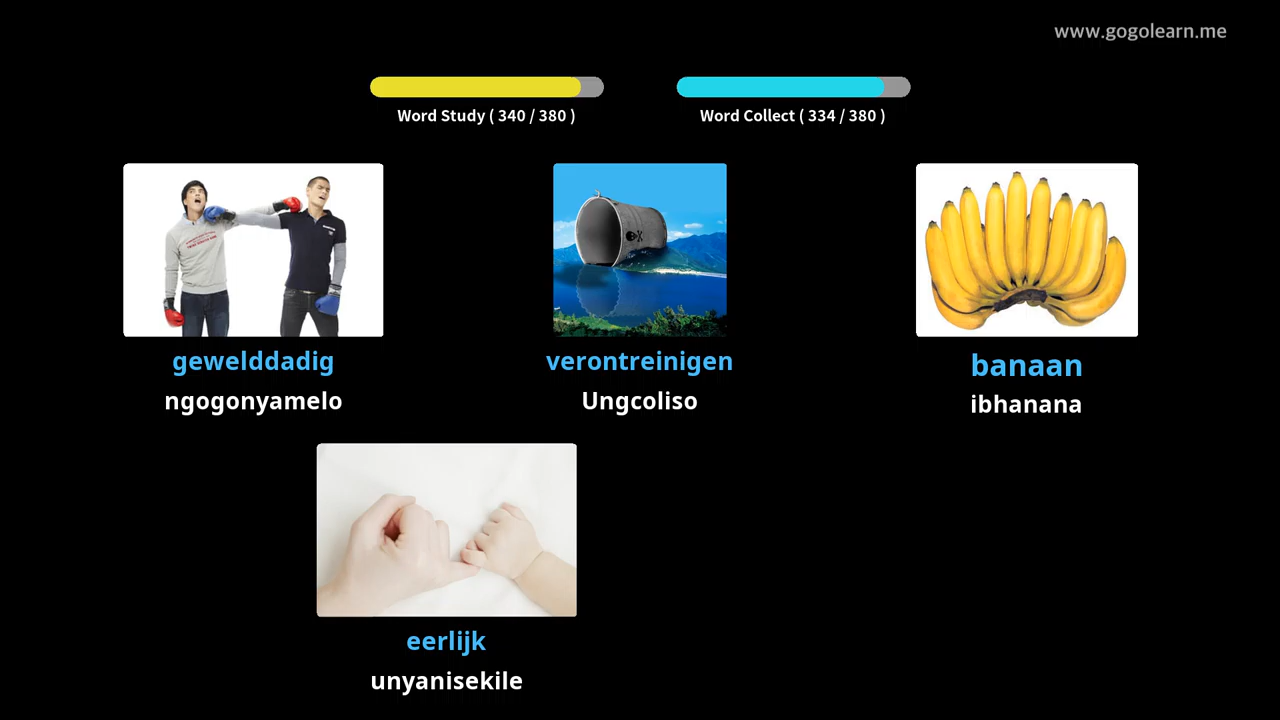 www.gogolearn.me
Word Study ( 340 / 380 )
Word Collect ( 334 / 380 )
gewelddadig
verontreinigen
banaan
ngogonyamelo
Ungcoliso
ibhanana
eerlijk
unyanisekile